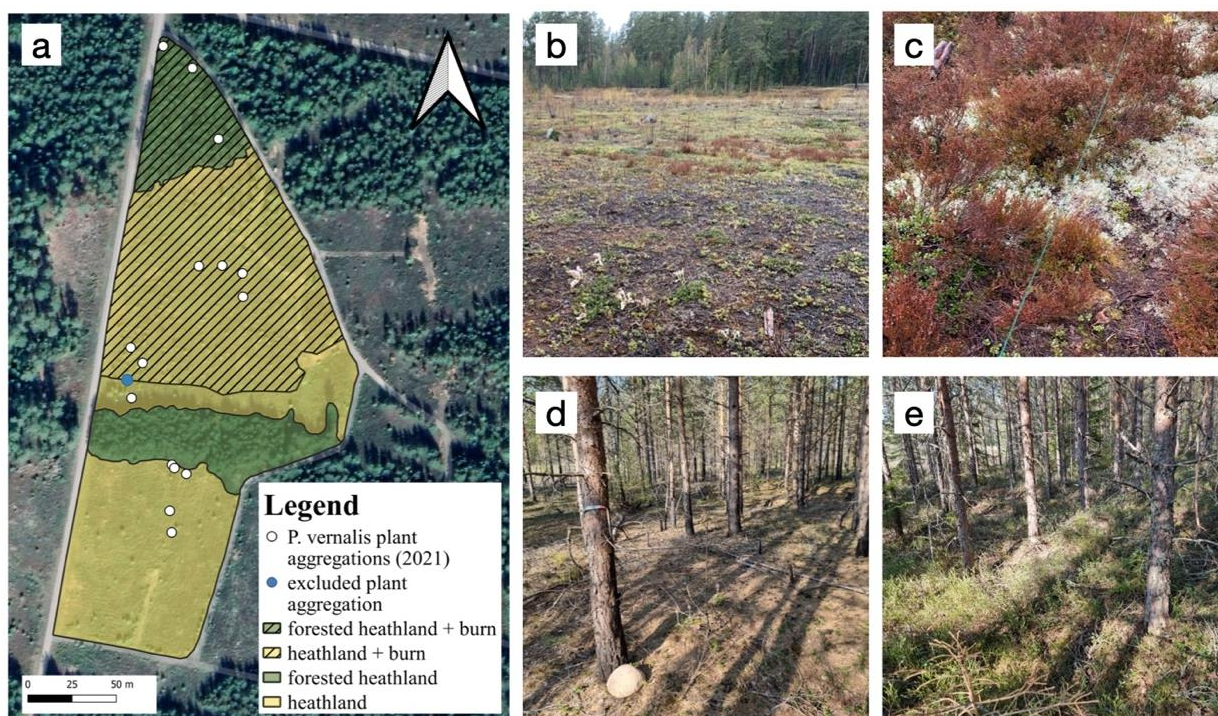 a
b
c
d
e
Legend
P. vernalis plant
aggregations (2021)
excluded plant
aggregation
forested heathland + burn
heathland + burn
forested heathland
heathland
0 25 50 m